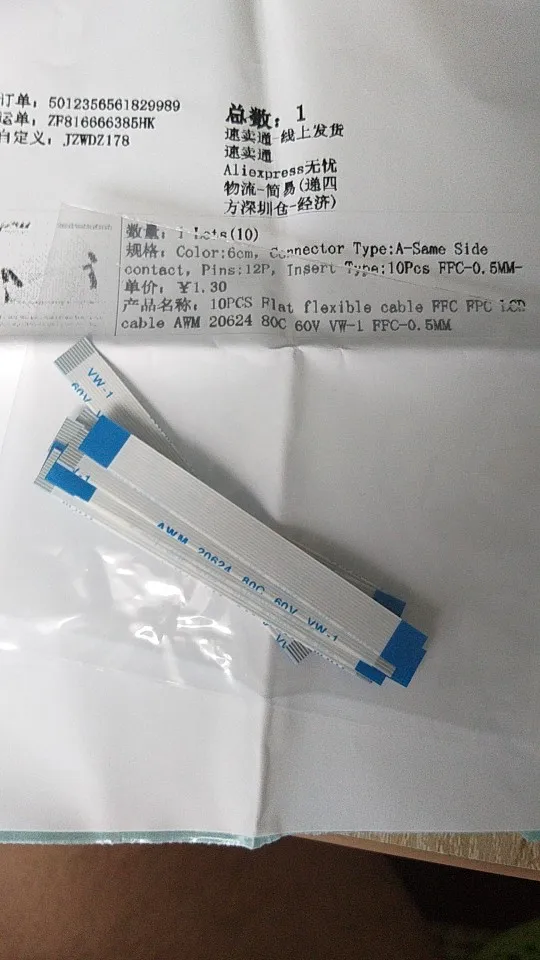 订单: 5012356561829989
运单: ZF816666385HK
自定义: JZWDZ178
总数: 1
速卖通-线上发货
速卖通
Aliexpress无忧
物流-简易(递四
方深圳仓-经济)
数量: 1 Lots(10)
规格: Color:6cm, Connector Type:A-Same Side
contact, Pins:12P, Insert Type:10Pcs FFC-0.5MM-
单价: ¥1.30
产品名称: 10PCS Flat flexible cable FFC FPC LCD
cable AWM 20624 80C 60V VW-1 FFC-0.5MM
VW-1
60V
AWM 20624 80C 60V VW-1